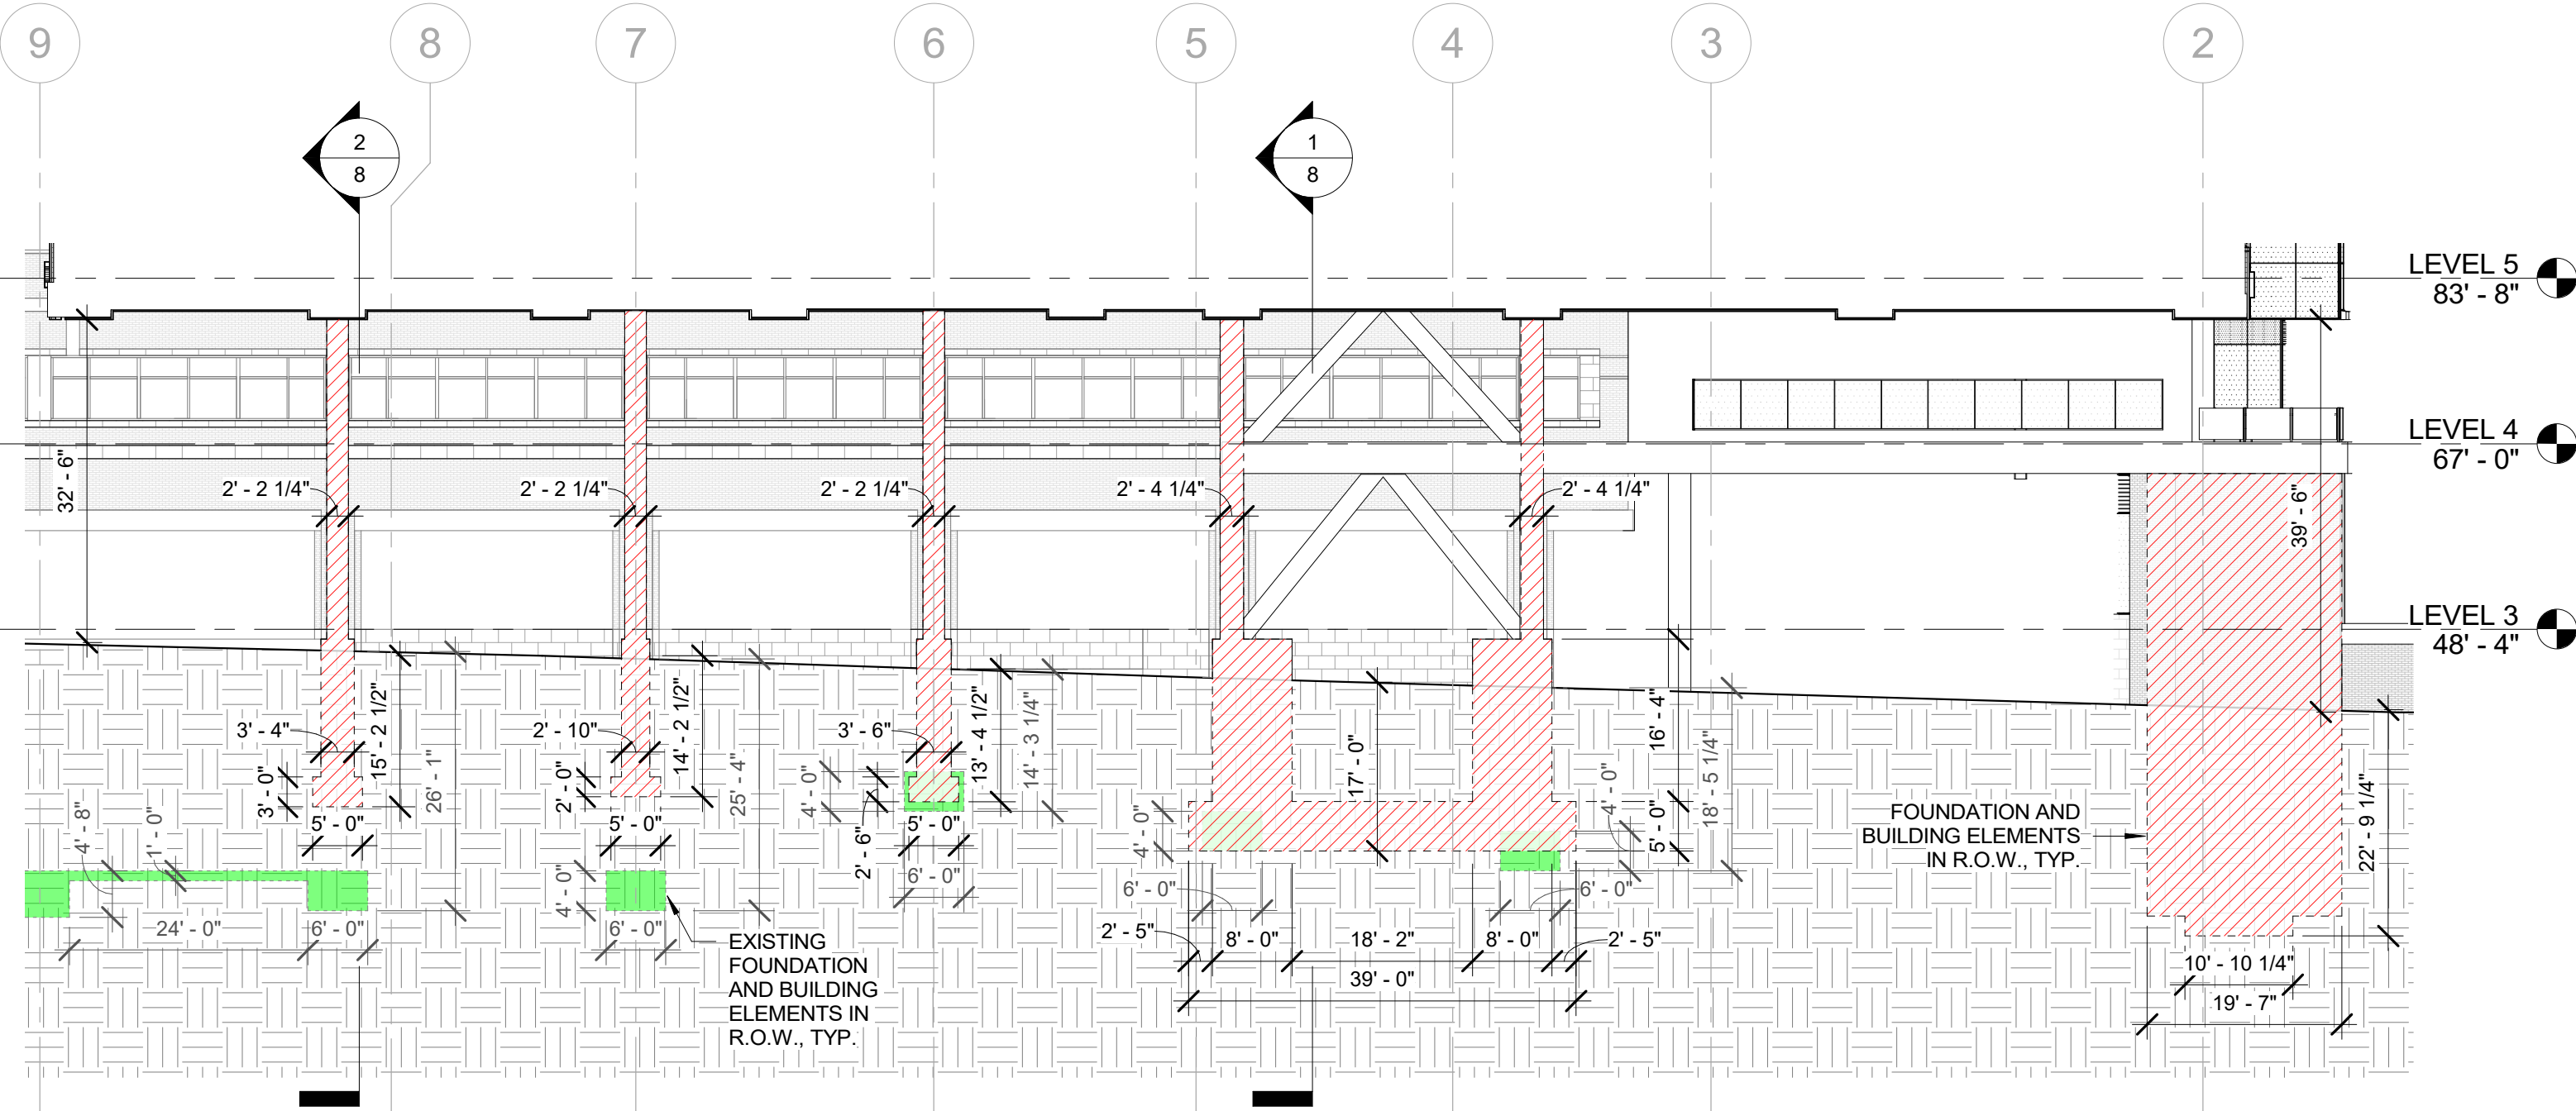 9
8
7
6
5
4
3
2
2
8
1
8
LEVEL 5
83' - 8"
LEVEL 4
67' - 0"
LEVEL 3
48' - 4"
32' - 6"
2' - 2 1/4"
2' - 2 1/4"
2' - 2 1/4"
2' - 4 1/4"
2' - 4 1/4"
39' - 6"
3' - 4"
15' - 2 1/2"
26' - 1"
3' - 0"
5' - 0"
4' - 8"
1' - 0"
24' - 0"
6' - 0"
2' - 10"
14' - 2 1/2"
25' - 4"
2' - 0"
5' - 0"
4' - 0"
6' - 0"
EXISTING
FOUNDATION
AND BUILDING
ELEMENTS IN
R.O.W., TYP.
3' - 6"
13' - 4 1/2"
14' - 3 1/4"
4' - 0"
2' - 6"
5' - 0"
6' - 0"
17' - 0"
4' - 0"
6' - 0"
2' - 5"
8' - 0"
18' - 2"
8' - 0"
2' - 5"
39' - 0"
6' - 0"
16' - 4"
5' - 0"
4' - 0"
18' - 5 1/4"
FOUNDATION AND
BUILDING ELEMENTS
IN R.O.W., TYP.
22' - 9 1/4"
10' - 10 1/4"
19' - 7"